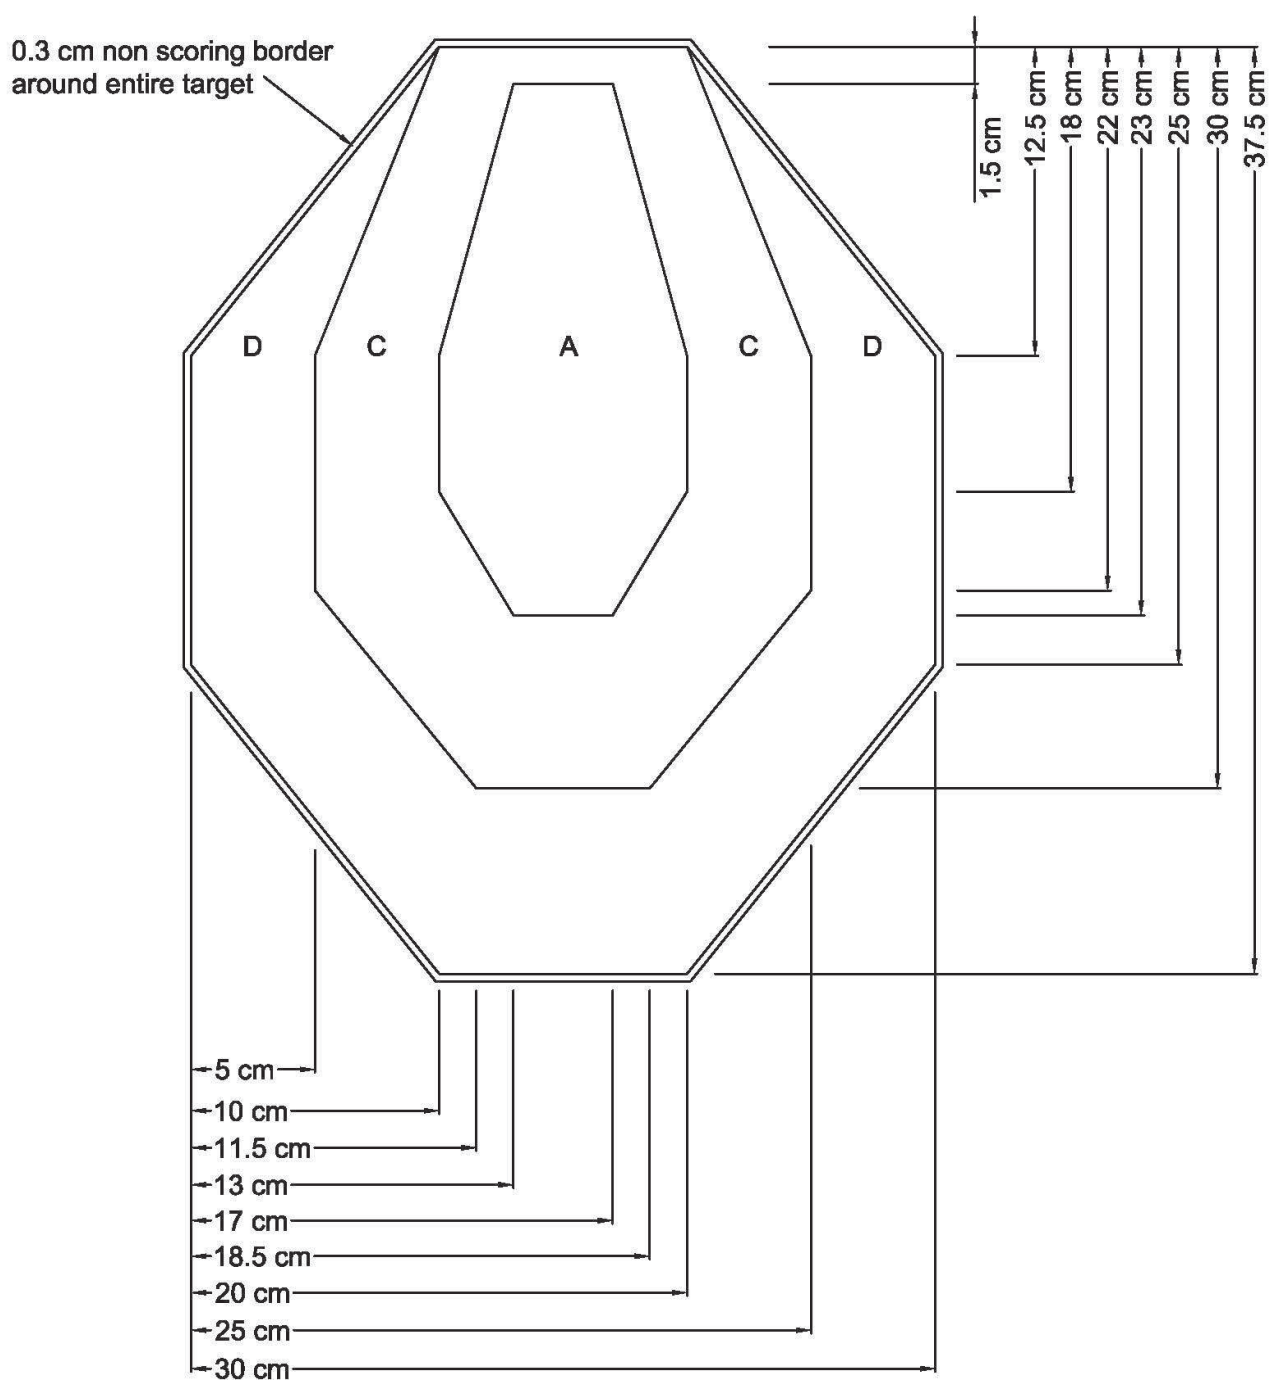 0.3 cm non scoring border
around entire target
1.5 cm
12.5 cm
18 cm
22 cm
23 cm
25 cm
30 cm
37.5 cm
D
C
A
C
D
5 cm
10 cm
11.5 cm
13 cm
17 cm
18.5 cm
20 cm
25 cm
30 cm